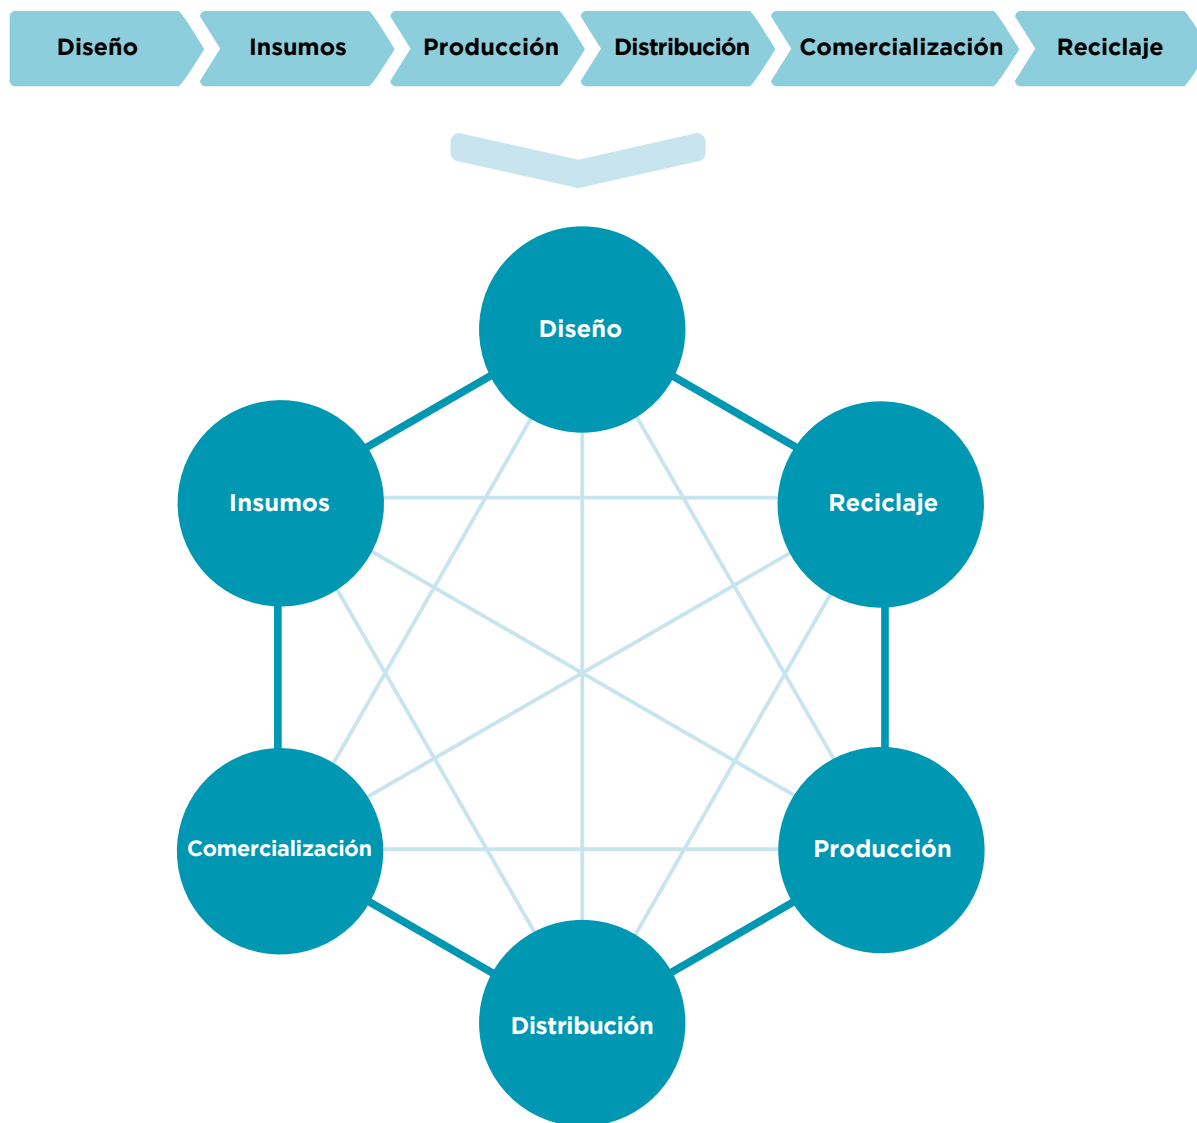 Diseño
Insumos
Producción
Distribución
Comercialización
Reciclaje
Diseño
Insumos
Reciclaje
Comercialización
Producción
Distribución